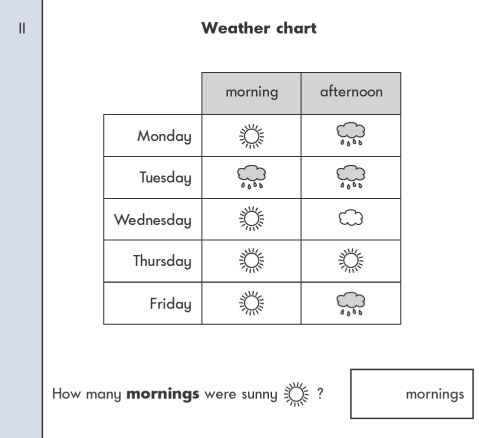 11
Weather chart
morning afternoon
Monday
Tuesday
Wednesday
Thursday
Friday
How many mornings were sunny ?
mornings